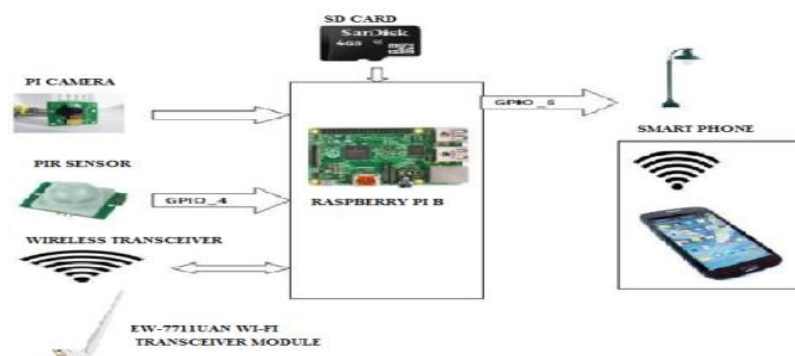 SD CARD
SanDisk
4GB
PI CAMERA
GPIO_5
SMART PHONE
PIR SENSOR
GPIO_4
RASPBERRY PI B
WIRELESS TRANSCEIVER
EW-7711UAN WI-FI
TRANSCEIVER MODULE